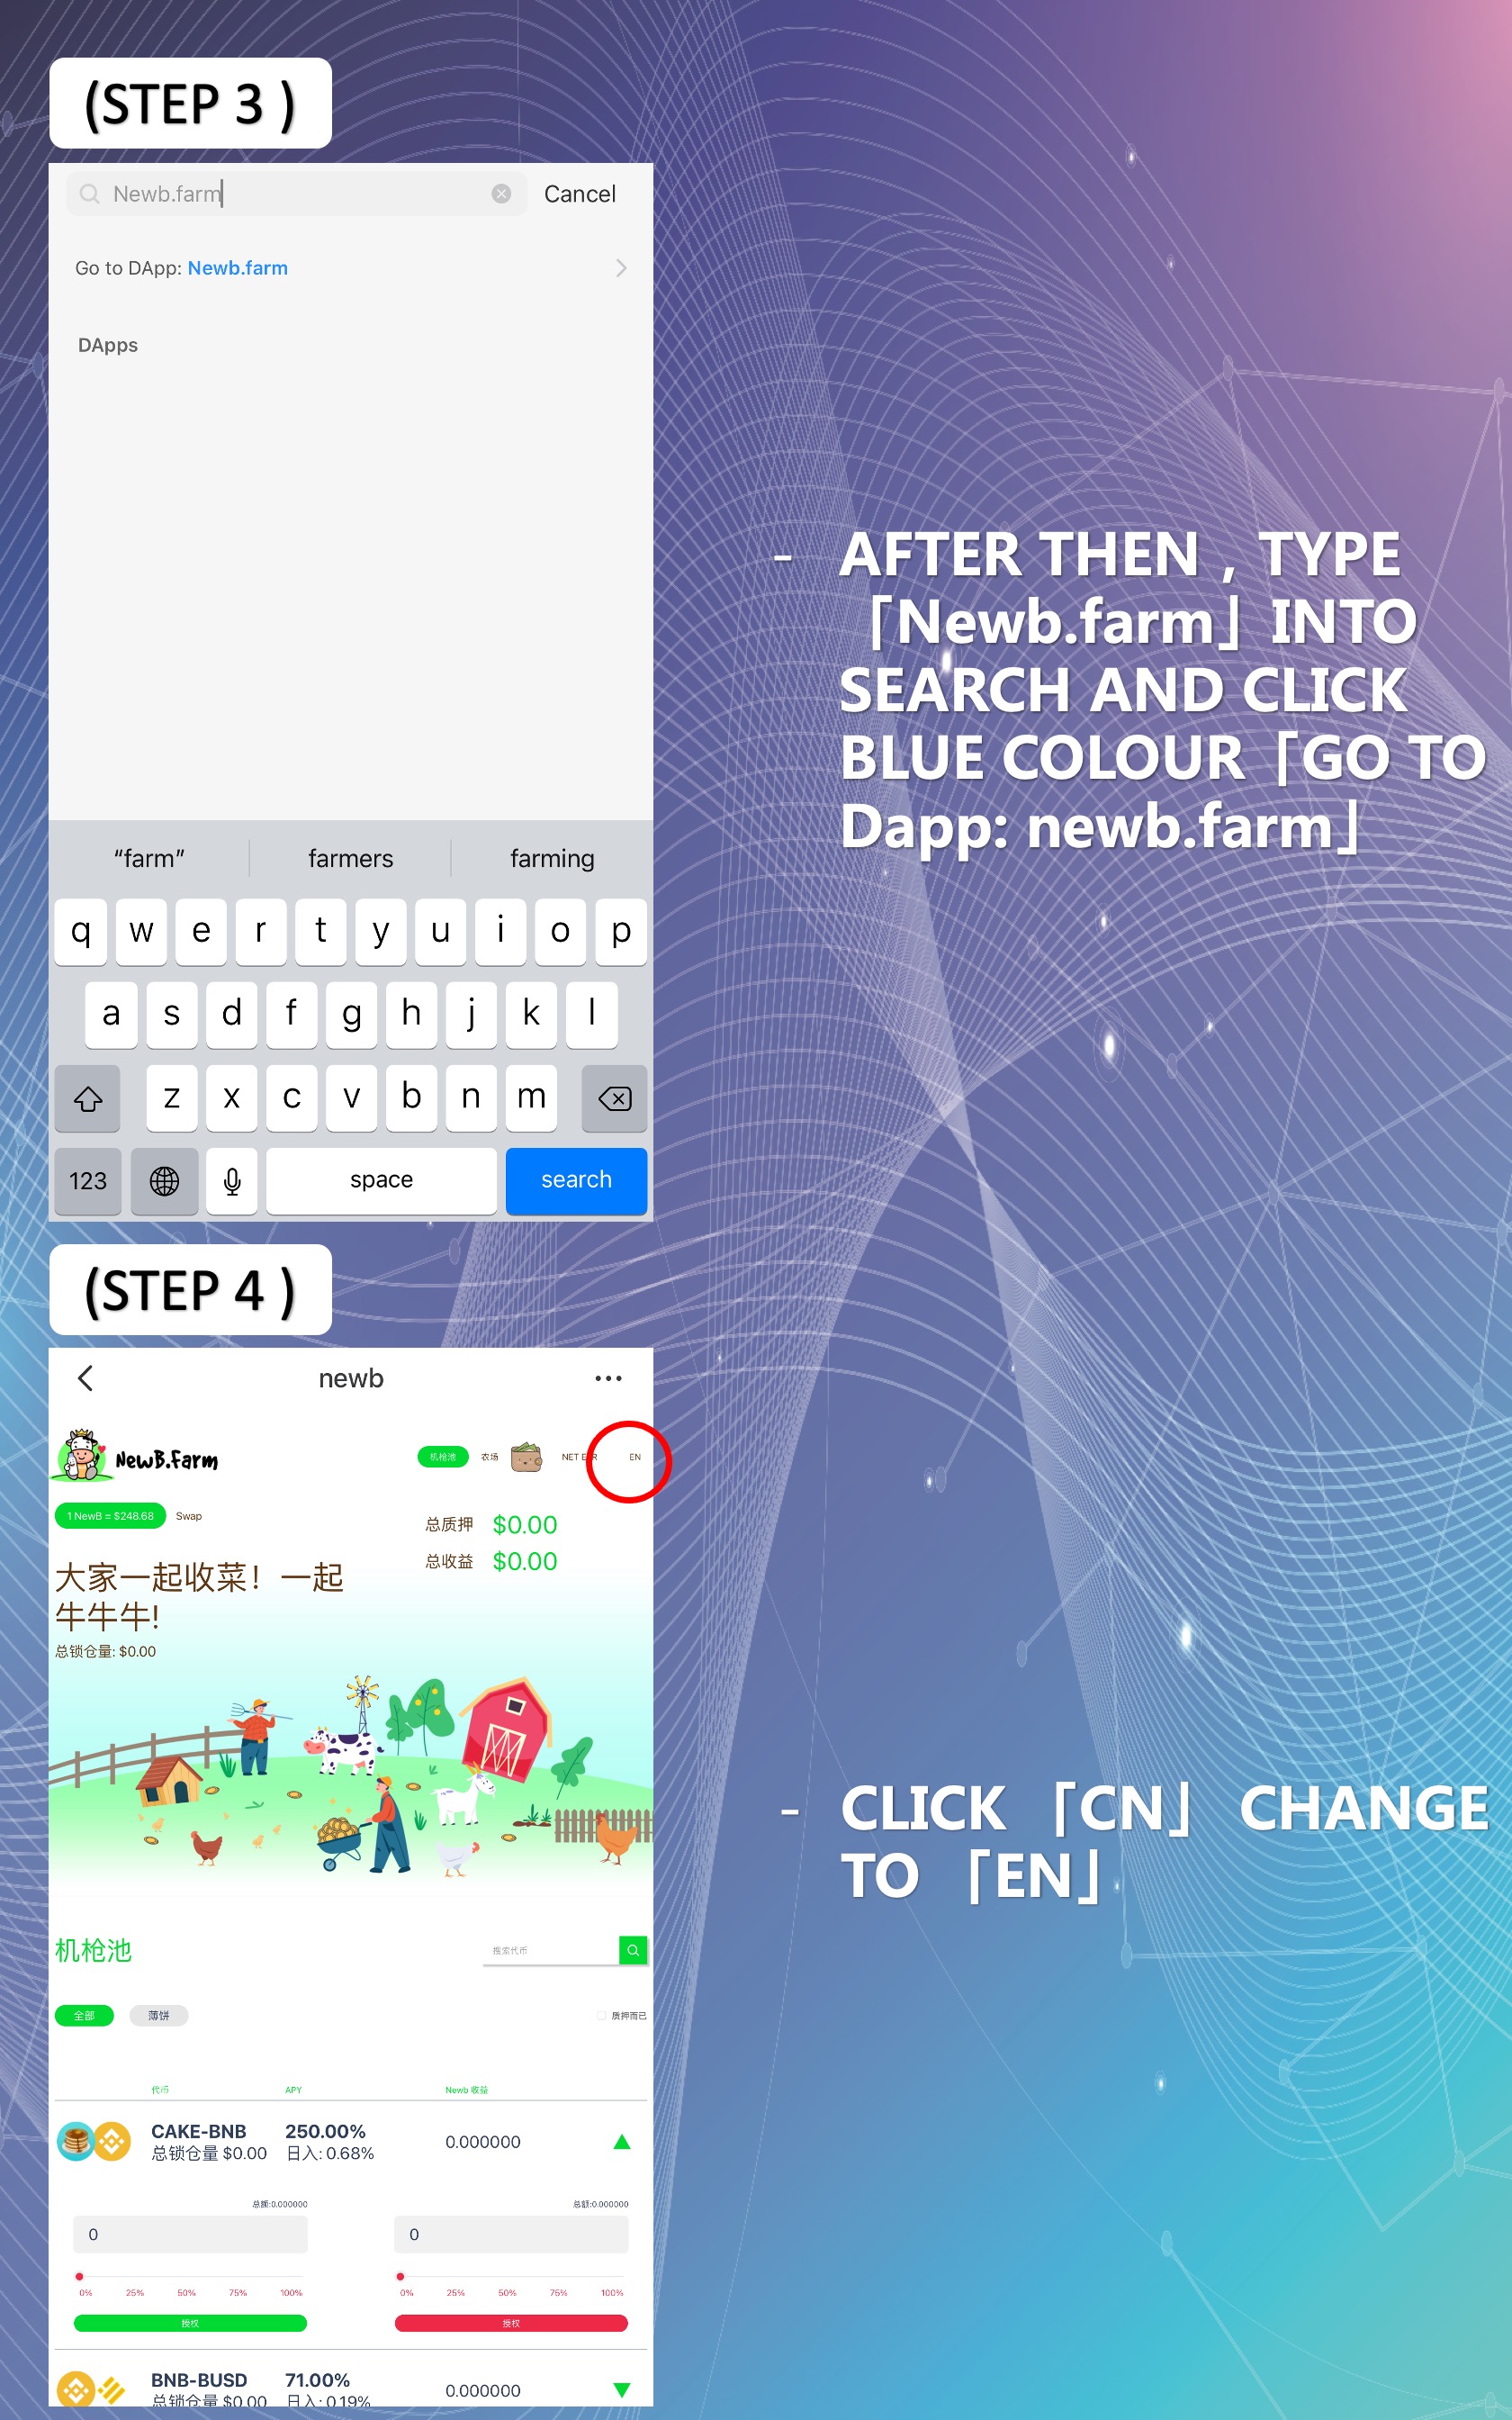 (STEP 3 )
Newb.farm
Cancel
Go to DApp: Newb.farm
DApps
- AFTER THEN , TYPE
「Newb.farm」INTO
SEARCH AND CLICK
BLUE COLOUR「GO TO
Dapp: newb.farm」
“farm” farmers farming
q w e r t y u i o p
a s d f g h j k l
z x c v b n m
123 space search
(STEP 4 )
newb
NewB.Farm
机枪池 农场 EN
1 NewB = $248.68 Swap
总质押 $0.00
总收益 $0.00
大家一起收菜！一起
牛牛牛!
总锁仓量: $0.00
- CLICK 「CN」 CHANGE
TO 「EN」
机枪池
搜索代币
全部 薄饼 质押而已
代币 APY Newb 收益
CAKE-BNB 250.00% 0.000000
总锁仓量 $0.00 日入: 0.68%
总额:0.000000 总额:0.000000
0 0
0% 25% 50% 75% 100% 0% 25% 50% 75% 100%
授权 授权
BNB-BUSD 71.00% 0.000000
总锁仓量 $0.00 日入: 0.19%